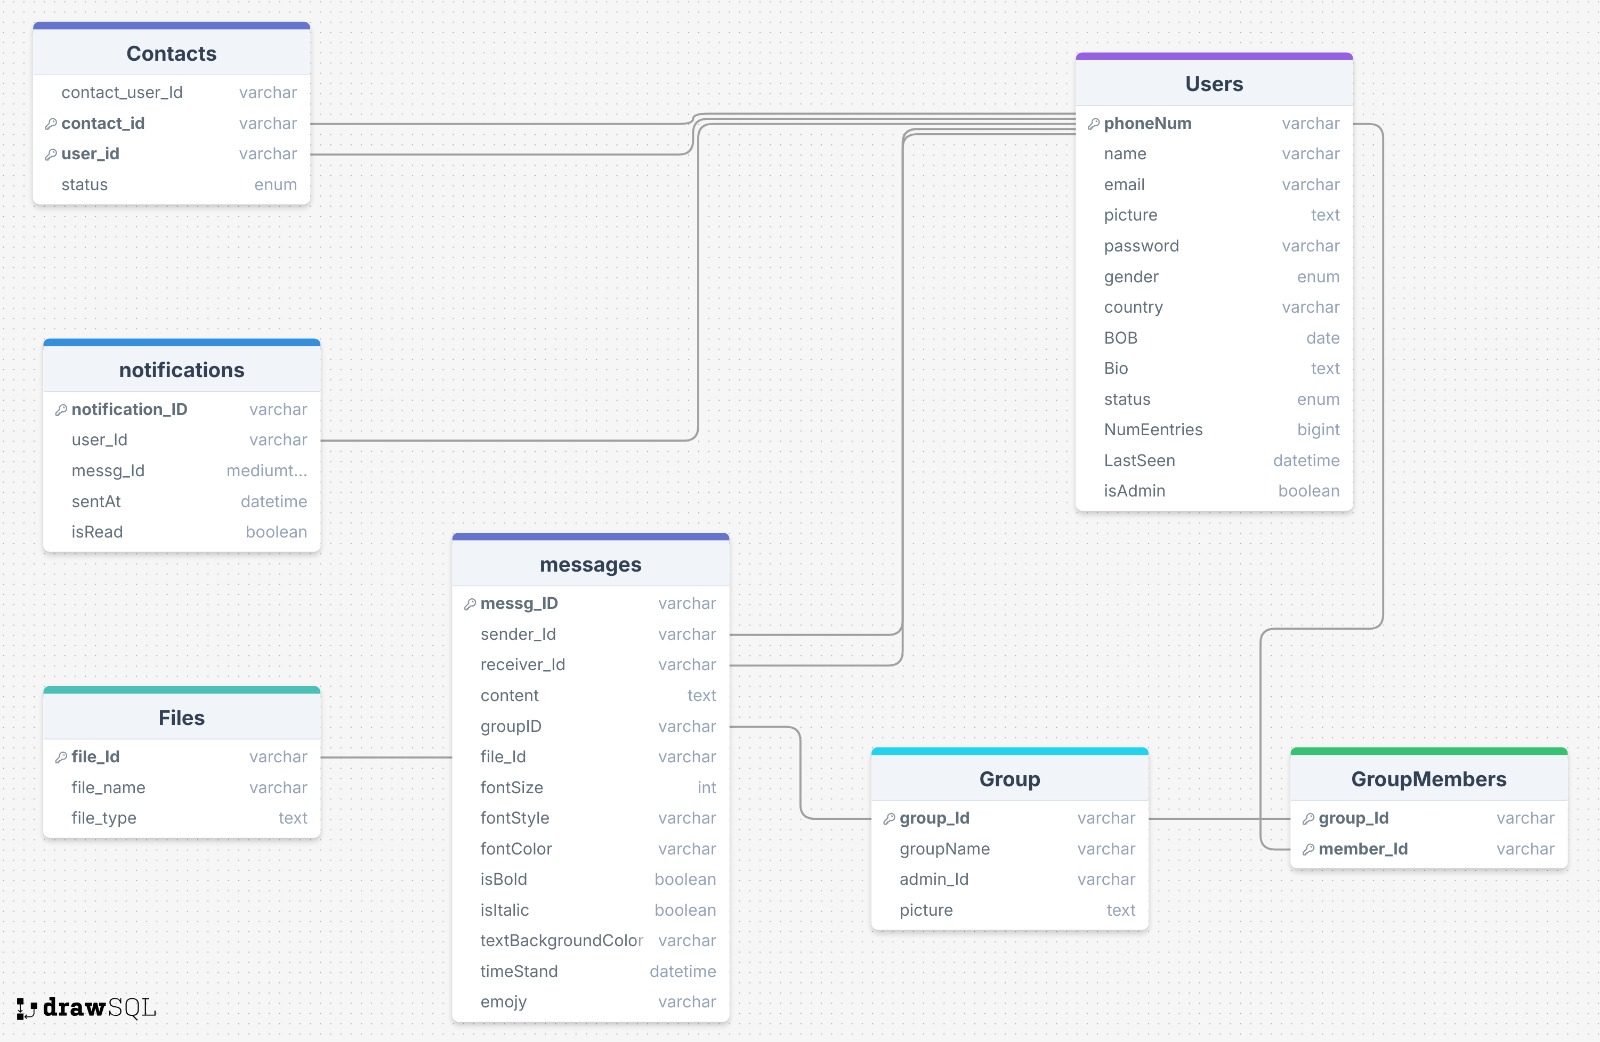 Contacts
contact_user_Id varchar
contact_id varchar
user_id varchar
status enum
Users
phoneNum varchar
name varchar
email varchar
picture text
password varchar
gender enum
country varchar
BOB date
Bio text
status enum
NumEentries bigint
LastSeen datetime
isAdmin boolean
notifications
notification_ID varchar
user_Id varchar
messg_Id mediumt...
sentAt datetime
isRead boolean
messages
messg_ID varchar
sender_Id varchar
receiver_Id varchar
content text
groupID varchar
file_Id varchar
fontSize int
fontStyle varchar
fontColor varchar
isBold boolean
isItalic boolean
textBackgroundColor varchar
timeStand datetime
emojy varchar
Files
file_Id varchar
file_name varchar
file_type text
Group
group_Id varchar
groupName varchar
admin_Id varchar
picture text
GroupMembers
group_Id varchar
member_Id varchar
drawSQL